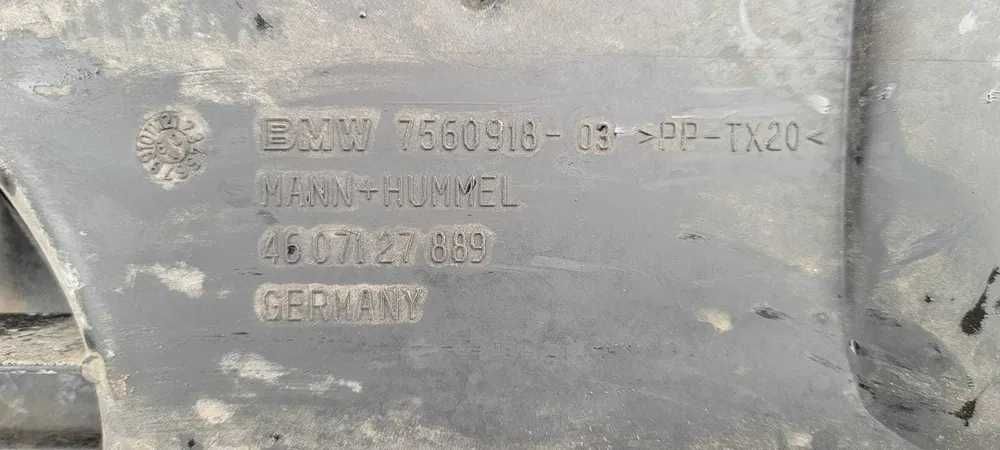 BMW 7560918-03 >PP-TX20<
MANN+HUMMEL
46 071 27 889
GERMANY